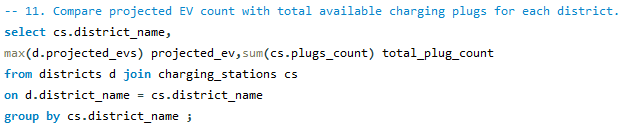 -- 11. Compare projected EV count with total available charging plugs for each district.
select cs.district_name,
max(d.projected_evs) projected_ev,sum(cs.plugs_count) total_plug_count
from districts d join charging_stations cs
on d.district_name = cs.district_name
group by cs.district_name ;